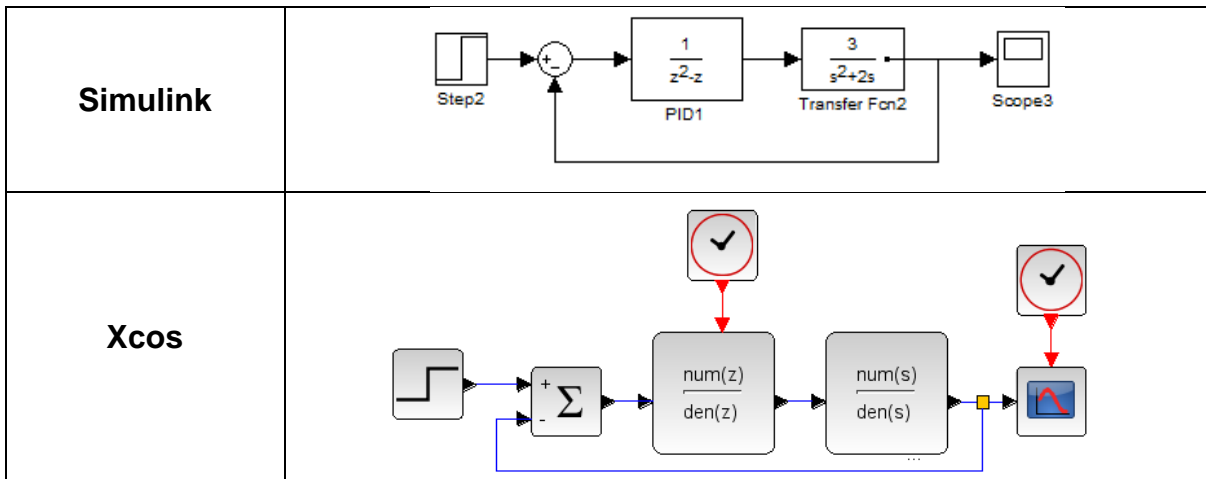 Simulink
Step2
+
-
1
z²-z
PID1
3
s²+2s
Transfer Fcn2
Scope3
Xcos
+
-
Σ
num(z)
den(z)
num(s)
den(s)
...